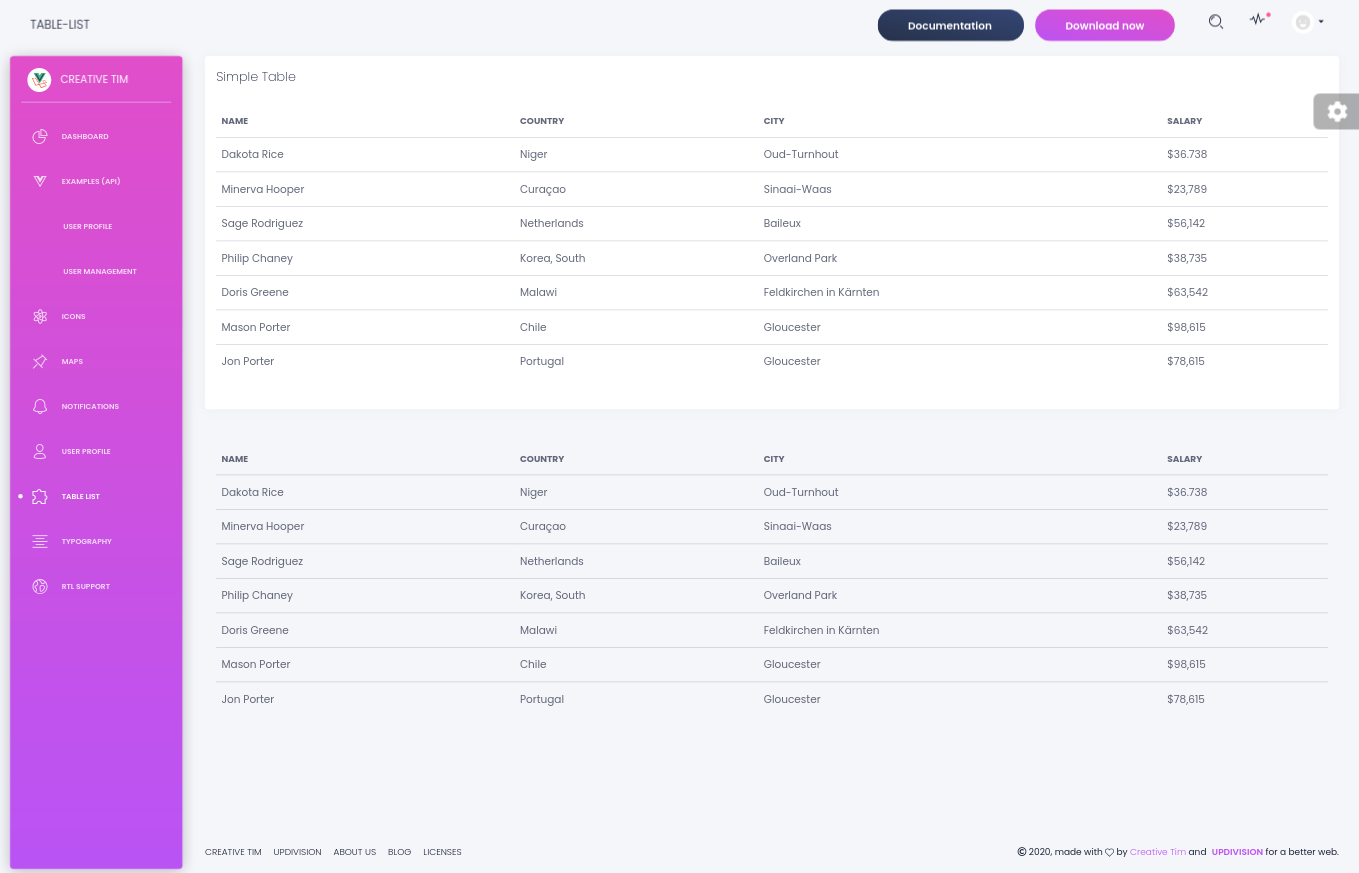 TABLE-LIST Documentation Download now
CREATIVE TIM
DASHBOARD
EXAMPLES (API)
USER PROFILE
USER MANAGEMENT
ICONS
MAPS
NOTIFICATIONS
USER PROFILE
TABLE LIST
TYPOGRAPHY
RTL SUPPORT
Simple Table
NAME COUNTRY CITY SALARY
Dakota Rice Niger Oud-Turnhout $36.738
Minerva Hooper Curaçao Sinaai-Waas $23,789
Sage Rodriguez Netherlands Baileux $56,142
Philip Chaney Korea, South Overland Park $38,735
Doris Greene Malawi Feldkirchen in Kärnten $63,542
Mason Porter Chile Gloucester $98,615
Jon Porter Portugal Gloucester $78,615
NAME COUNTRY CITY SALARY
Dakota Rice Niger Oud-Turnhout $36.738
Minerva Hooper Curaçao Sinaai-Waas $23,789
Sage Rodriguez Netherlands Baileux $56,142
Philip Chaney Korea, South Overland Park $38,735
Doris Greene Malawi Feldkirchen in Kärnten $63,542
Mason Porter Chile Gloucester $98,615
Jon Porter Portugal Gloucester $78,615
CREATIVE TIM UPDIVISION ABOUT US BLOG LICENSES © 2020, made with ♡ by Creative Tim and UPDIVISION for a better web.